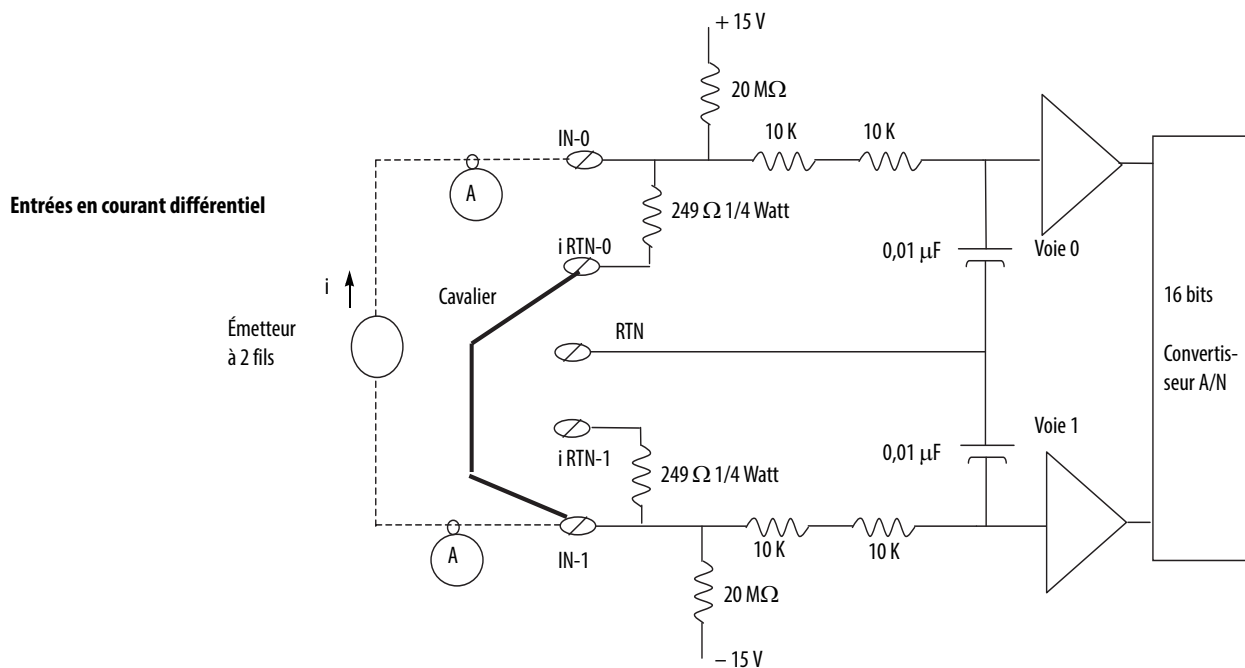 + 15 V
20 MΩ
10 K
10 K
IN-0
A
Entrées en courant différentiel
249 Ω 1/4 Watt
i RTN-0
0,01 µF
Voie 0
i
Cavalier
16 bits
Émetteur
à 2 fils
RTN
Convertis-
seur A/N
i RTN-1
0,01 µF
Voie 1
249 Ω 1/4 Watt
A
IN-1
10 K
10 K
20 MΩ
– 15 V